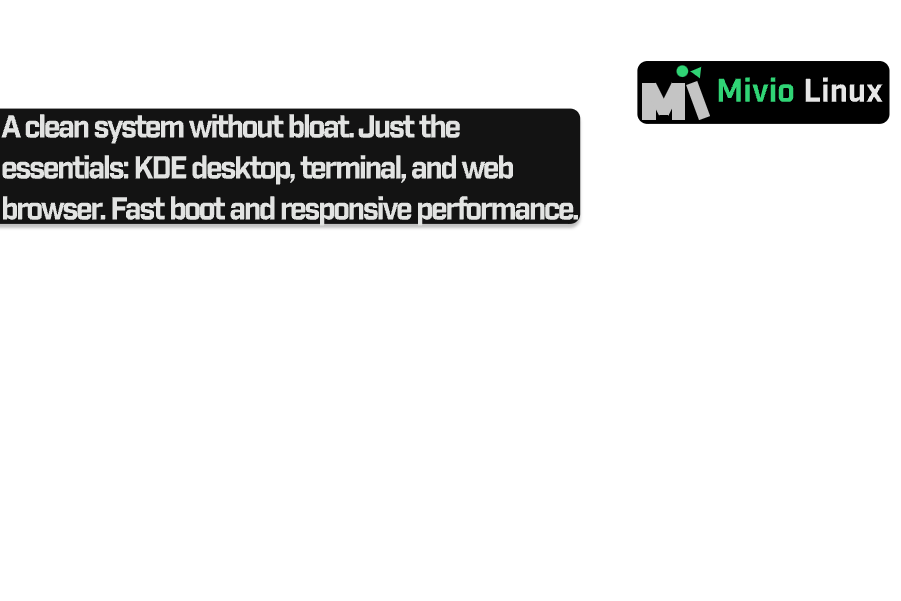 Mivio Linux
A clean system without bloat. Just the
essentials: KDE desktop, terminal, and web
browser. Fast boot and responsive performance.